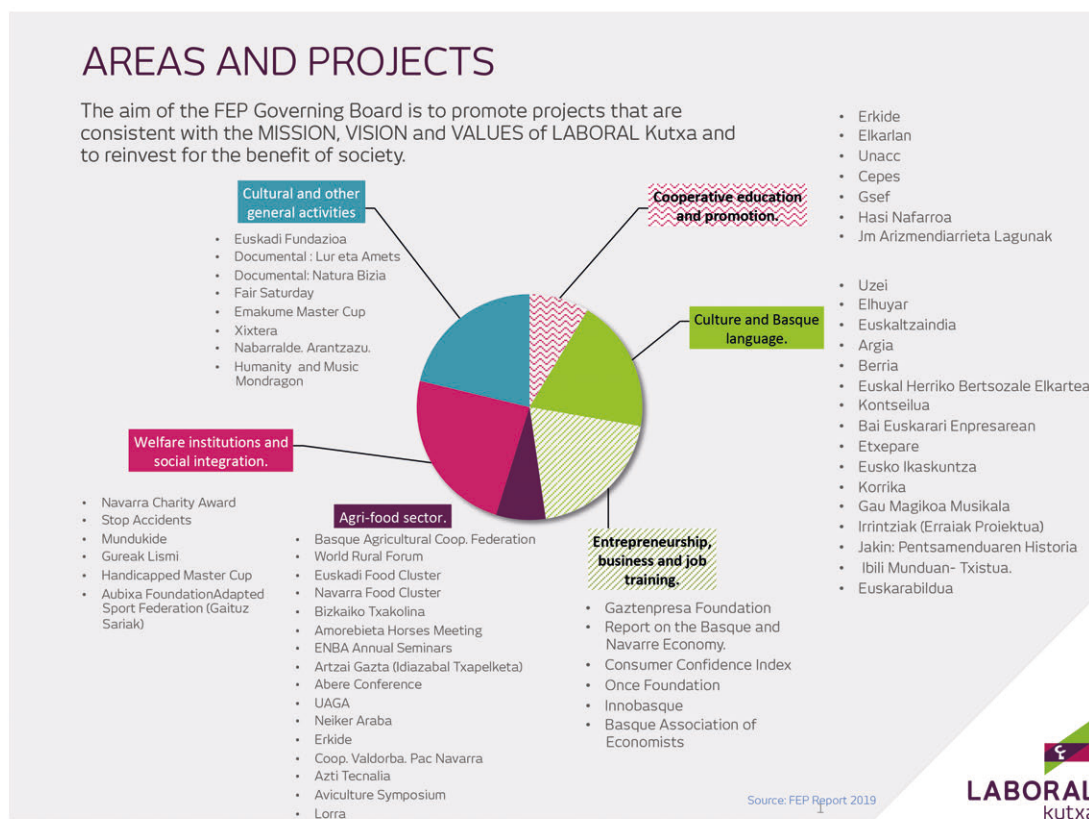 AREAS AND PROJECTS
The aim of the FEP Governing Board is to promote projects that are
consistent with the MISSION, VISION and VALUES of LABORAL Kutxa and
to reinvest for the benefit of society.
Cultural and other
general activities
• Euskadi Fundazioa
• Documental : Lur eta Amets
• Documental: Natura Bizia
• Fair Saturday
• Emakume Master Cup
• Xixtera
• Nabarralde. Arantzazu.
• Humanity and Music
Mondragon
Cooperative education
and promotion.
• Erkide
• Elkarlan
• Unacc
• Cepes
• Gsef
• Hasi Nafarroa
• Jm Arizmendiarrieta Lagunak
Culture and Basque
language.
• Uzei
• Elhuyar
• Euskaltzaindia
• Argia
• Berria
• Euskal Herriko Bertsozale Elkartea
• Kontseilua
• Bai Euskarari Enpresarean
• Etxepare
• Eusko Ikaskuntza
• Korrika
• Gau Magikoa Musikala
• Irrintziak (Erraiak Proiektua)
• Jakin: Pentsamenduaren Historia
• Ibili Munduan- Txistua.
• Euskarabildua
Welfare institutions and
social integration.
• Navarra Charity Award
• Stop Accidents
• Mundukide
• Gureak Lismi
• Handicapped Master Cup
• Aubixa FoundationAdapted
Sport Federation (Gaituz
Sariak)
Agri-food sector.
• Basque Agricultural Coop. Federation
• World Rural Forum
• Euskadi Food Cluster
• Navarra Food Cluster
• Bizkaiko Txakolina
• Amorebieta Horses Meeting
• ENBA Annual Seminars
• Artzai Gazta (Idiazabal Txapelketa)
• Abere Conference
• UAGA
• Neiker Araba
• Erkide
• Coop. Valdorba. Pac Navarra
• Azti Tecnalia
• Aviculture Symposium
• Lorra
Entrepreneurship,
business and job
training.
• Gaztenpresa Foundation
• Report on the Basque and
Navarre Economy.
• Consumer Confidence Index
• Once Foundation
• Innobasque
• Basque Association of
Economists
Source: FEP Report 2019
1
LABORAL
kutxa